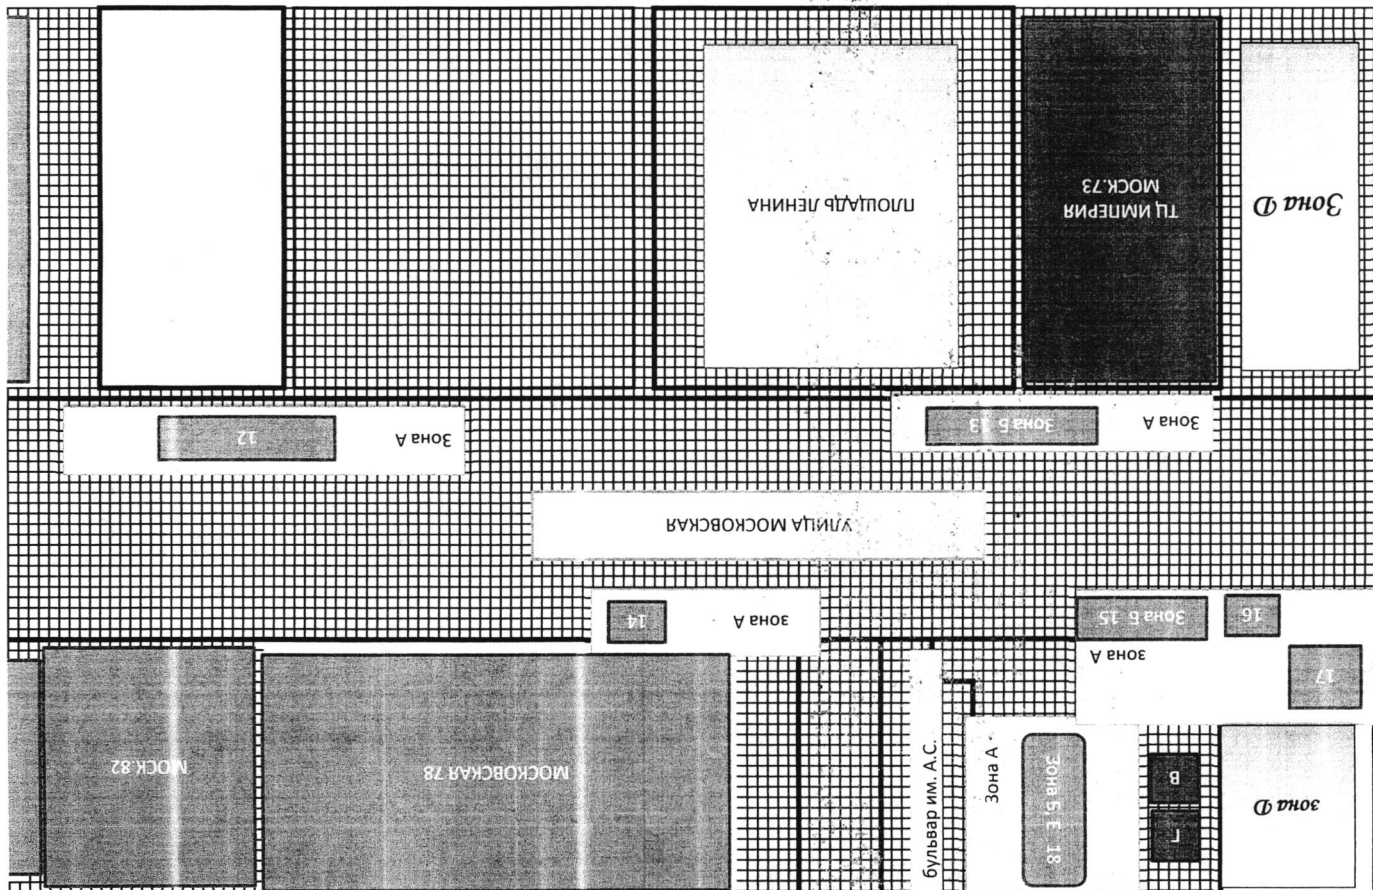 зона Д
Г
В
Зона Б, Е 18
Зона А
бульвар им. А.С.
МОСКОВСКАЯ 78
МОСК.82
17
зона А
16
Зона Б 15
зона А
14
УЛИЦА МОСКОВСКАЯ
Зона А
Зона Б 13
Зона А
12
Зона Д
ТЦ ИМПЕРИЯ
МОСК.73
ПЛОЩАДЬ ЛЕНИНА